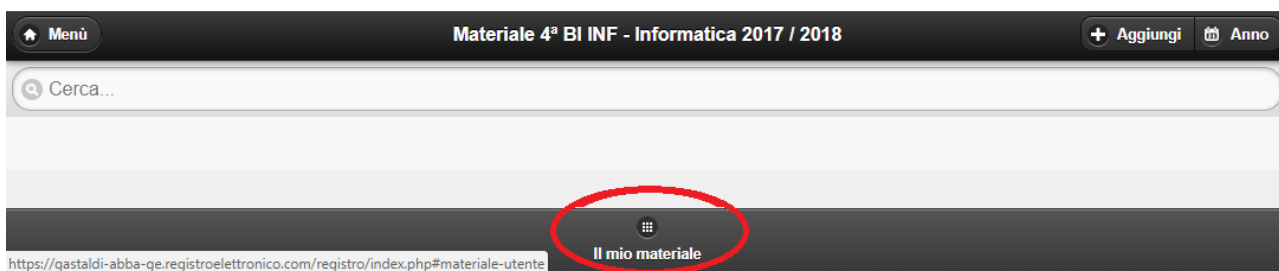 Menù Materiale 4ª BI INF - Informatica 2017 / 2018 Aggiungi Anno
Cerca...
Il mio materiale
https://gastaldi-abba-ge.registroelettronico.com/registro/index.php#materiale-utente